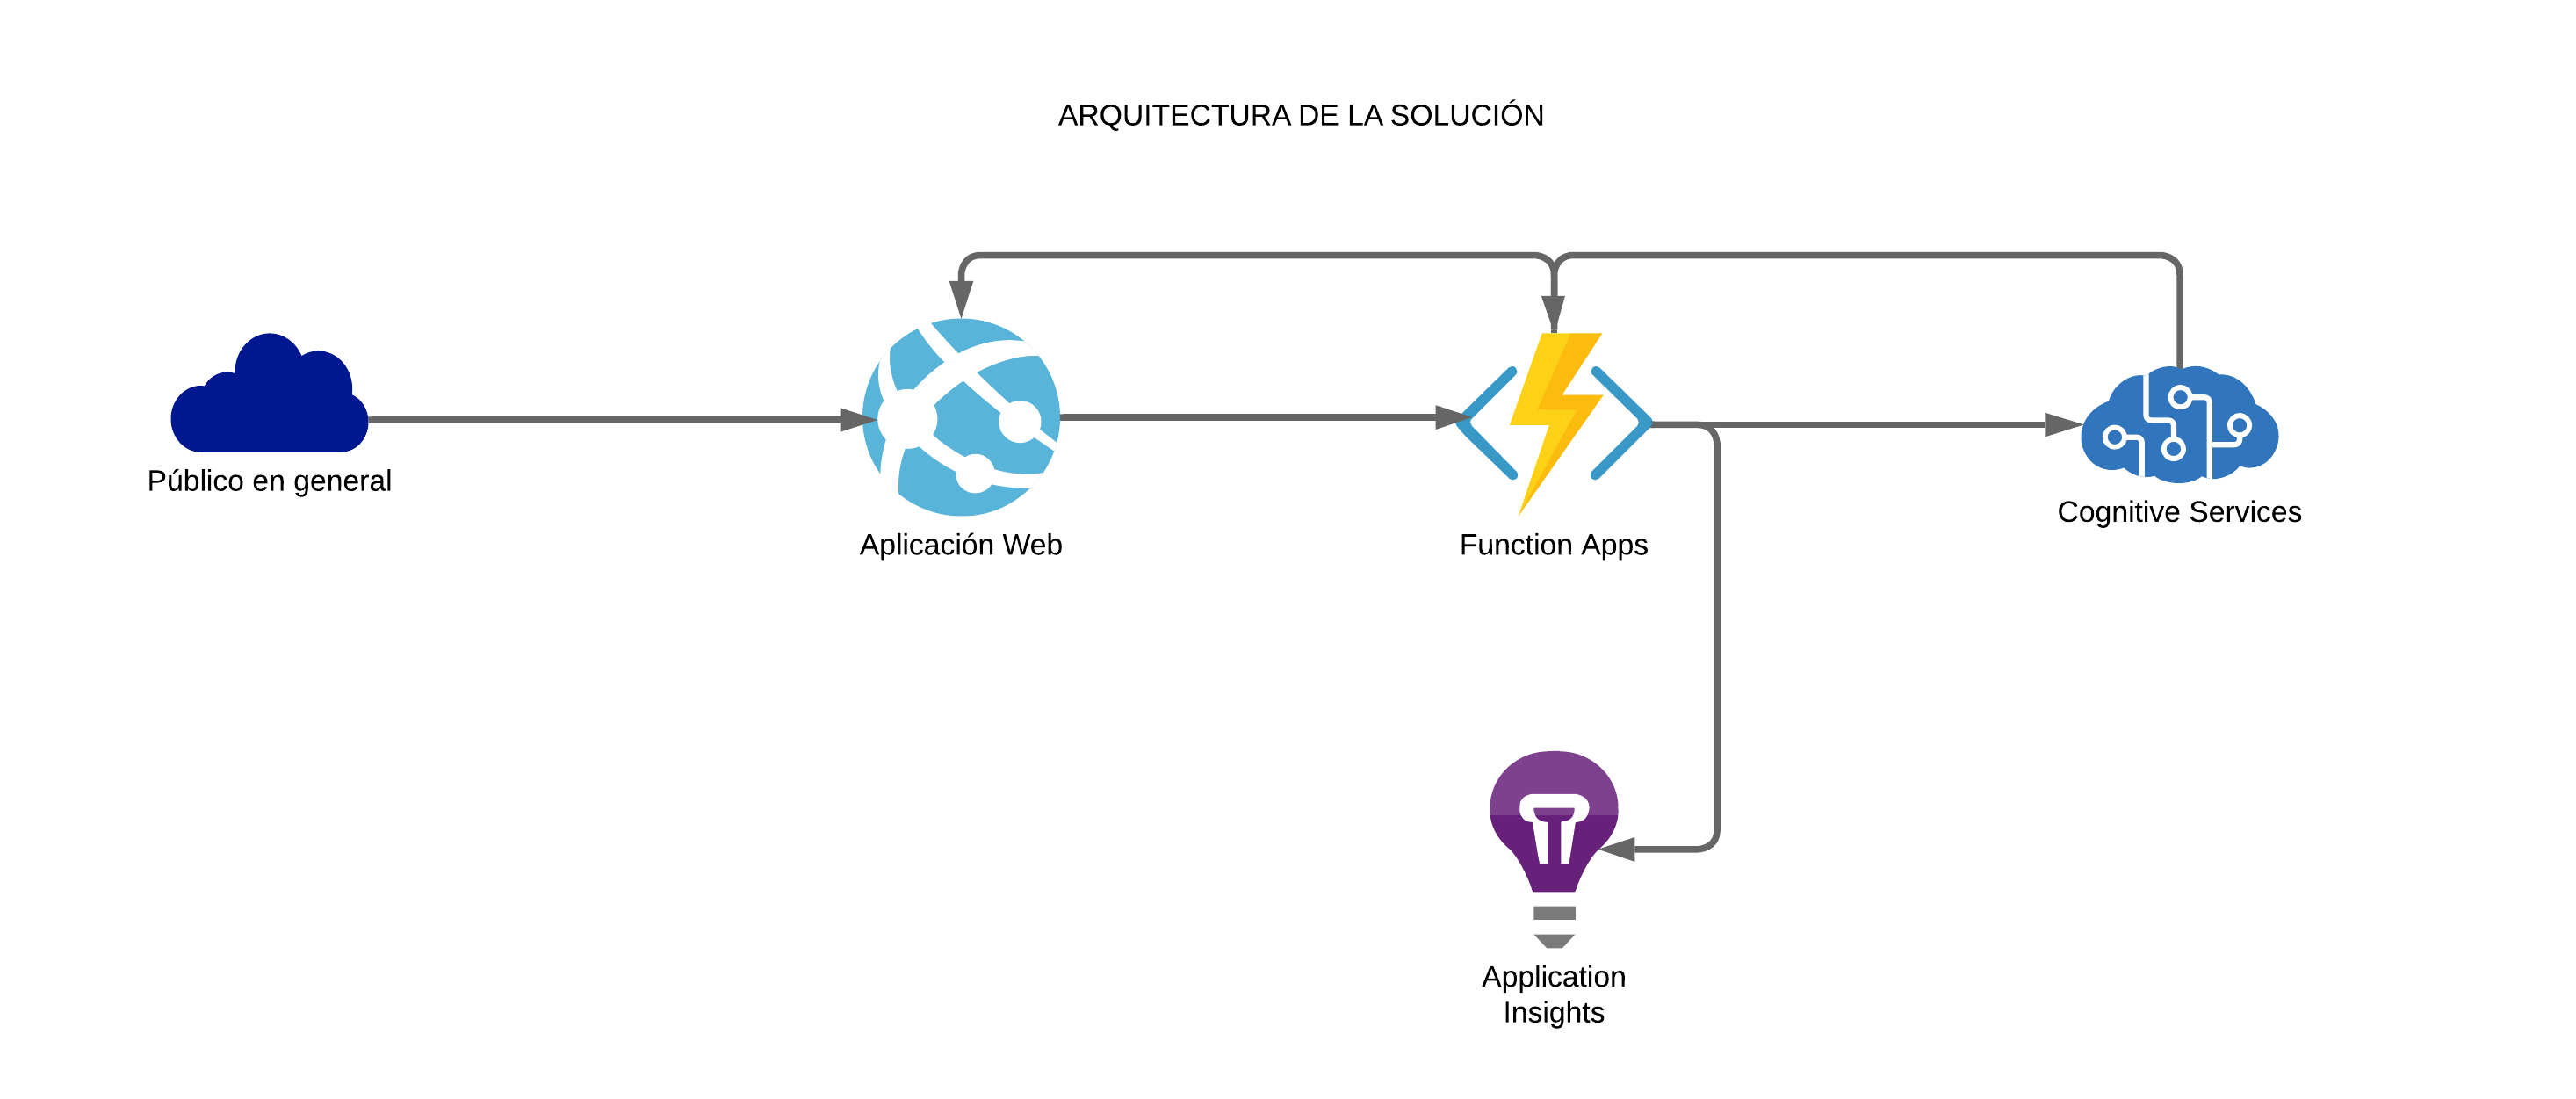 ARQUITECTURA DE LA SOLUCIÓN
Público en general
Aplicación Web
Function Apps
Cognitive Services
Application
Insights